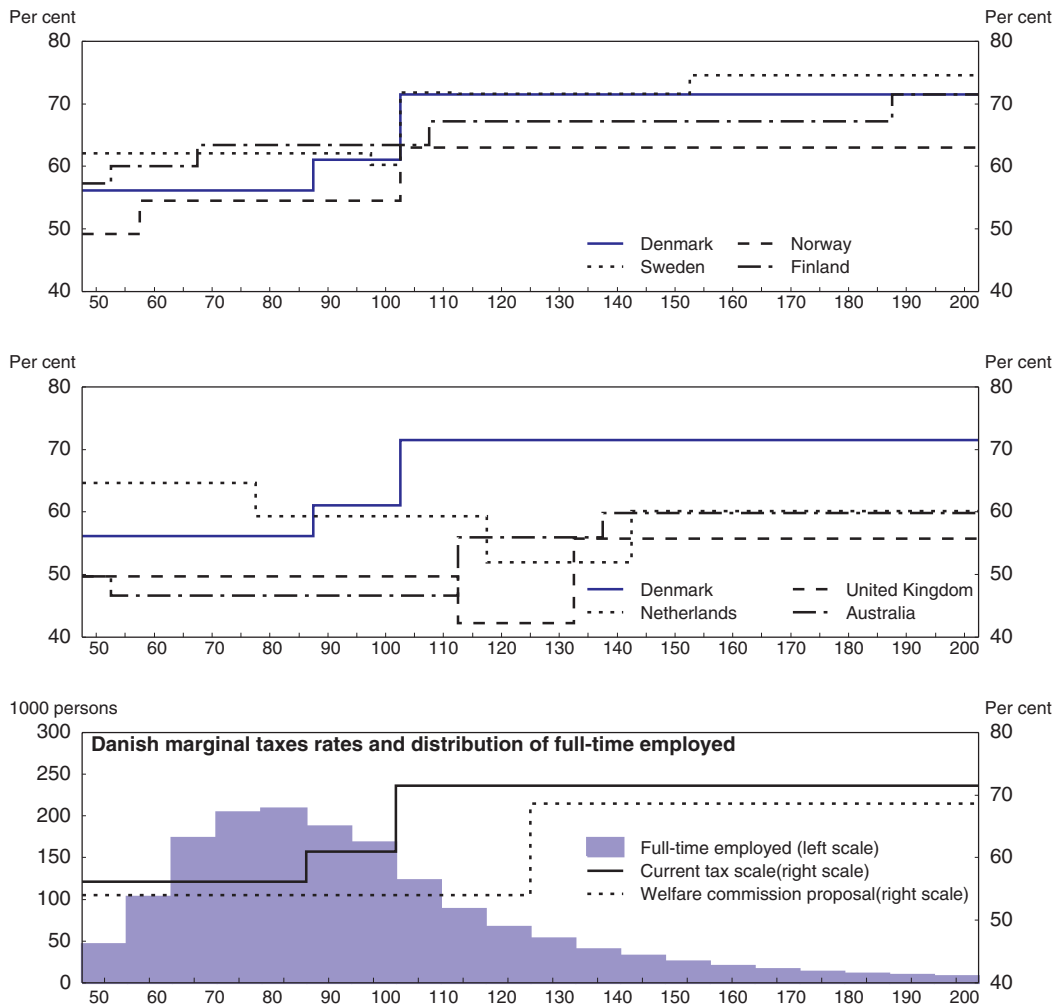 Per cent Per cent
80 80
70 70
60 60
50 50
40 40
Denmark Norway
Sweden Finland
50 60 70 80 90 100 110 120 130 140 150 160 170 180 190 200
Per cent Per cent
80 80
70 70
60 60
50 50
40 40
Denmark United Kingdom
Netherlands Australia
50 60 70 80 90 100 110 120 130 140 150 160 170 180 190 200
1000 persons Per cent
300 80
Danish marginal taxes rates and distribution of full-time employed
250
70
200
Full-time employed (left scale)
150
Current tax scale(right scale)
60
100
Welfare commission proposal(right scale)
50
50
0 40
50 60 70 80 90 100 110 120 130 140 150 160 170 180 190 200